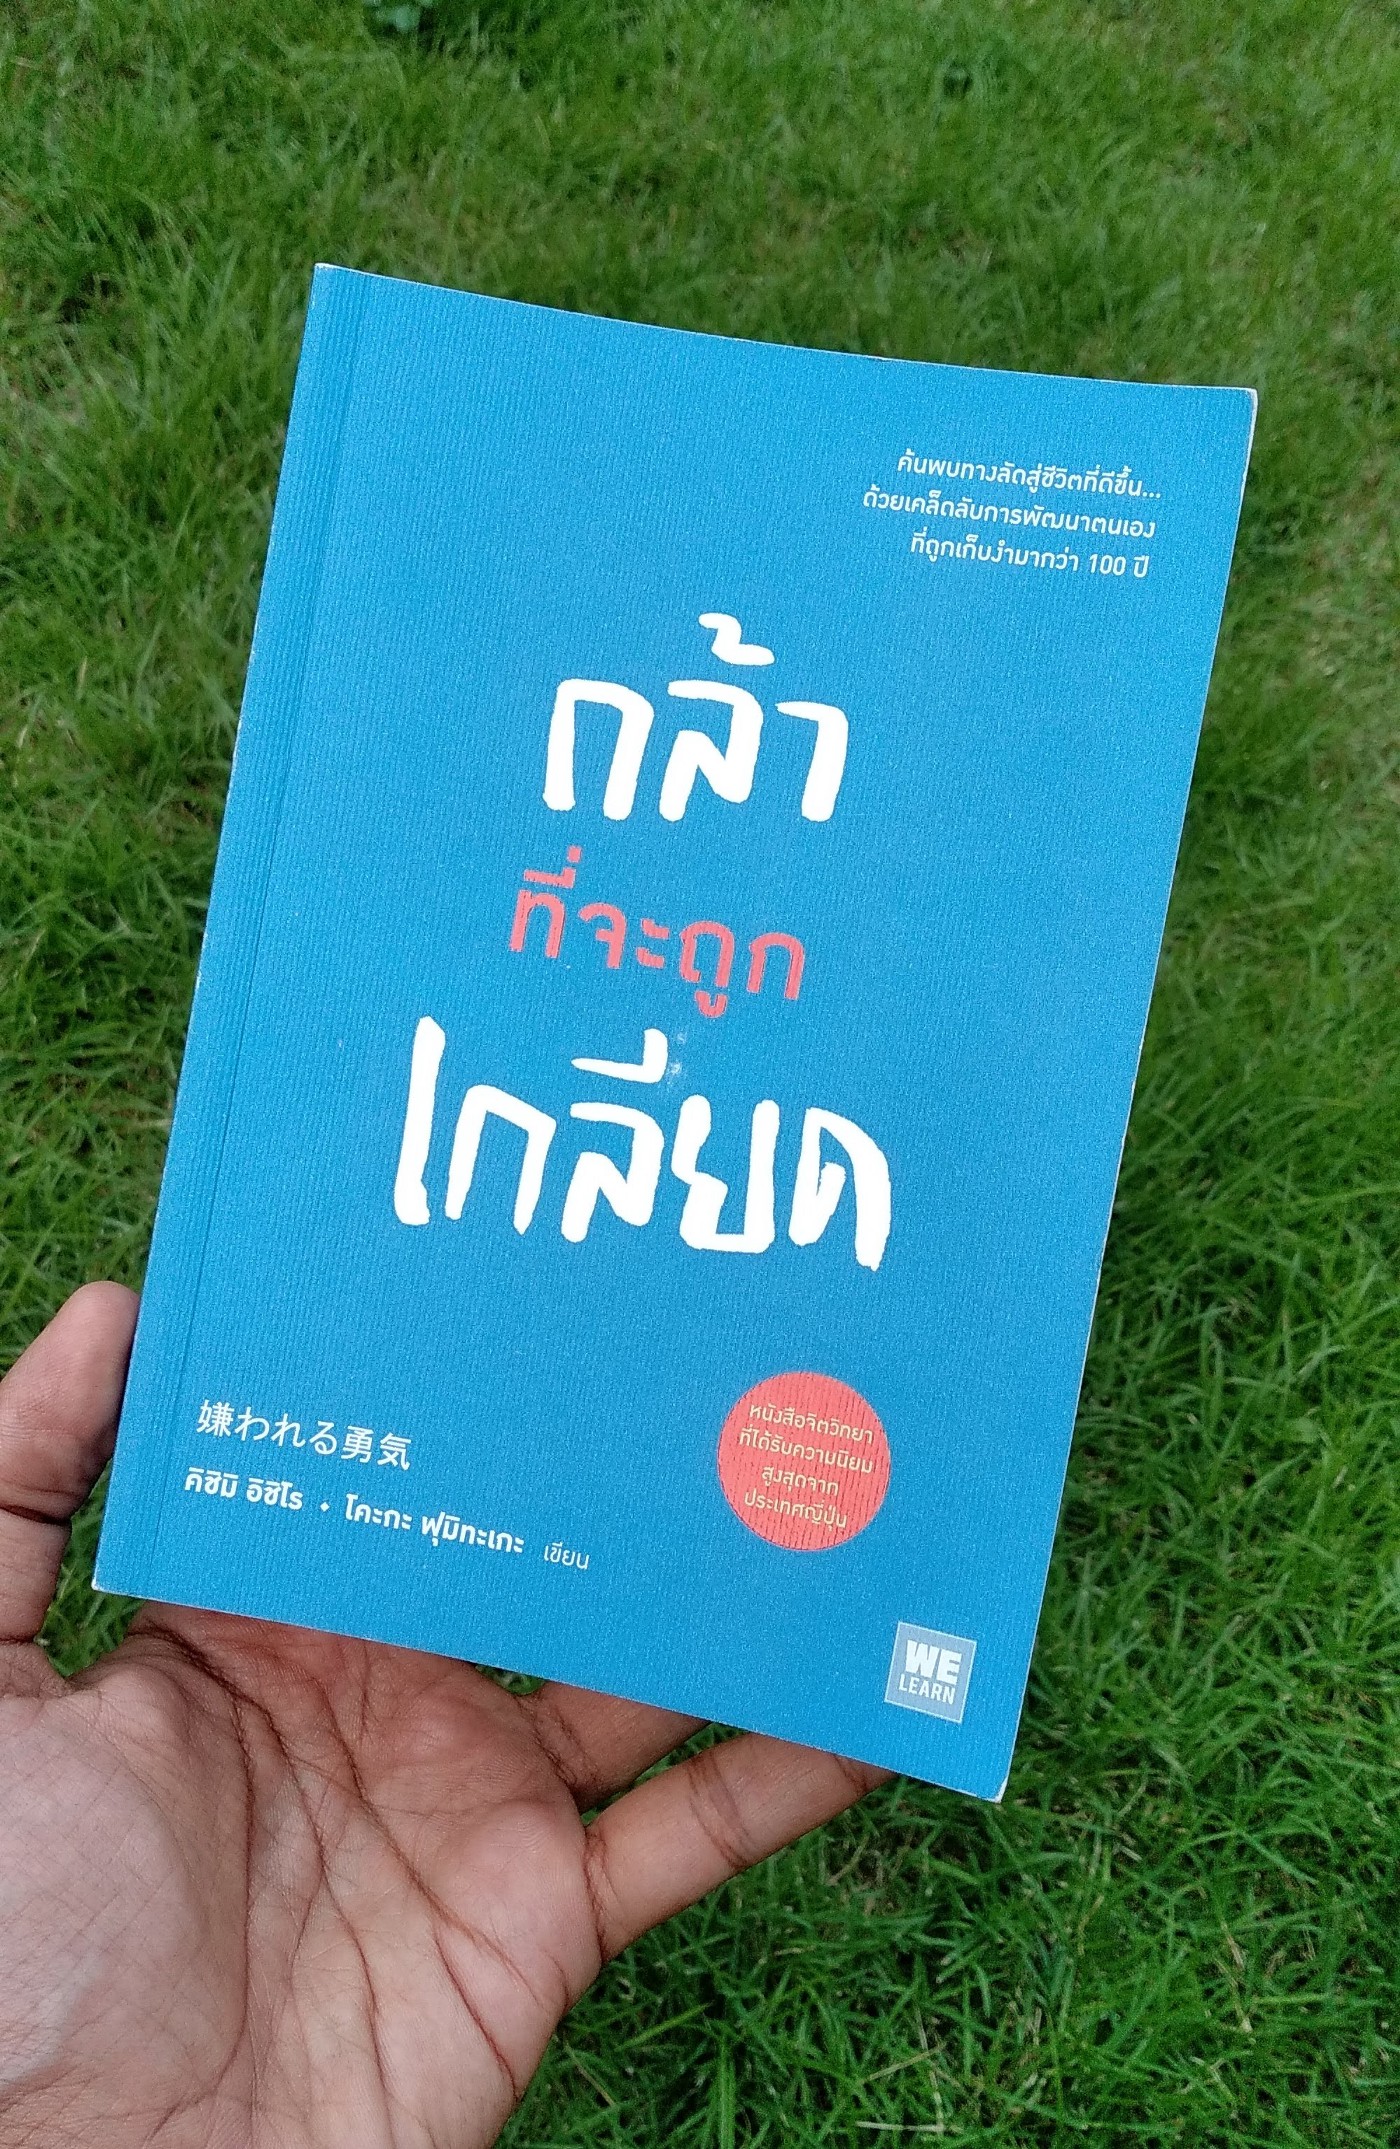 ค้นพบทางลัดสู่ชีวิตที่ดีขึ้น...
ด้วยเคล็ดลับการพัฒนาตนเอง
ที่ถูกเก็บงำมากว่า 100 ปี
กล้า
ที่จะถูก
เกลียด
嫌われる勇気
คิชิมิ อิชิโร • โคะกะ ฟุมิทะเกะ เขียน
หนังสือจิตวิทยา
ที่ได้รับความนิยม
สูงสุดจาก
ประเทศญี่ปุ่น
WE
LEARN